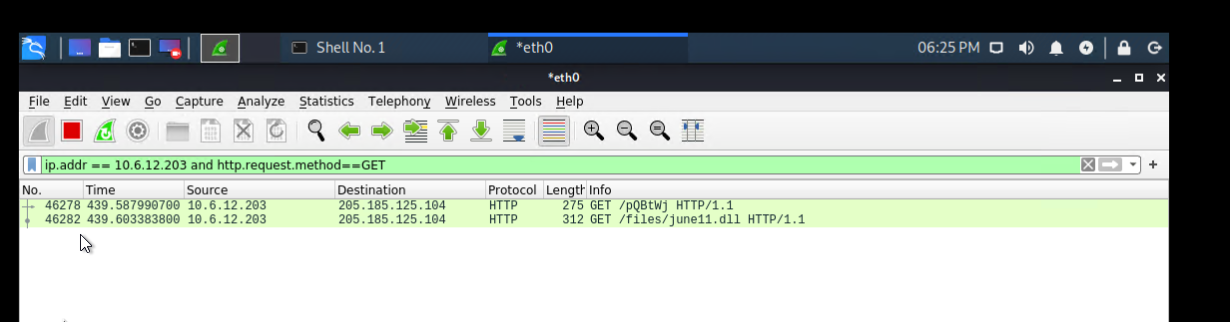 Shell No. 1
*eth0
06:25 PM
*eth0
File Edit View Go Capture Analyze Statistics Telephony Wireless Tools Help
ip.addr == 10.6.12.203 and http.request.method==GET
No. Time Source Destination Protocol Length Info
46278 439.587990700 10.6.12.203 205.185.125.104 HTTP 275 GET /pQBtWj HTTP/1.1
46282 439.603383800 10.6.12.203 205.185.125.104 HTTP 312 GET /files/june11.dll HTTP/1.1